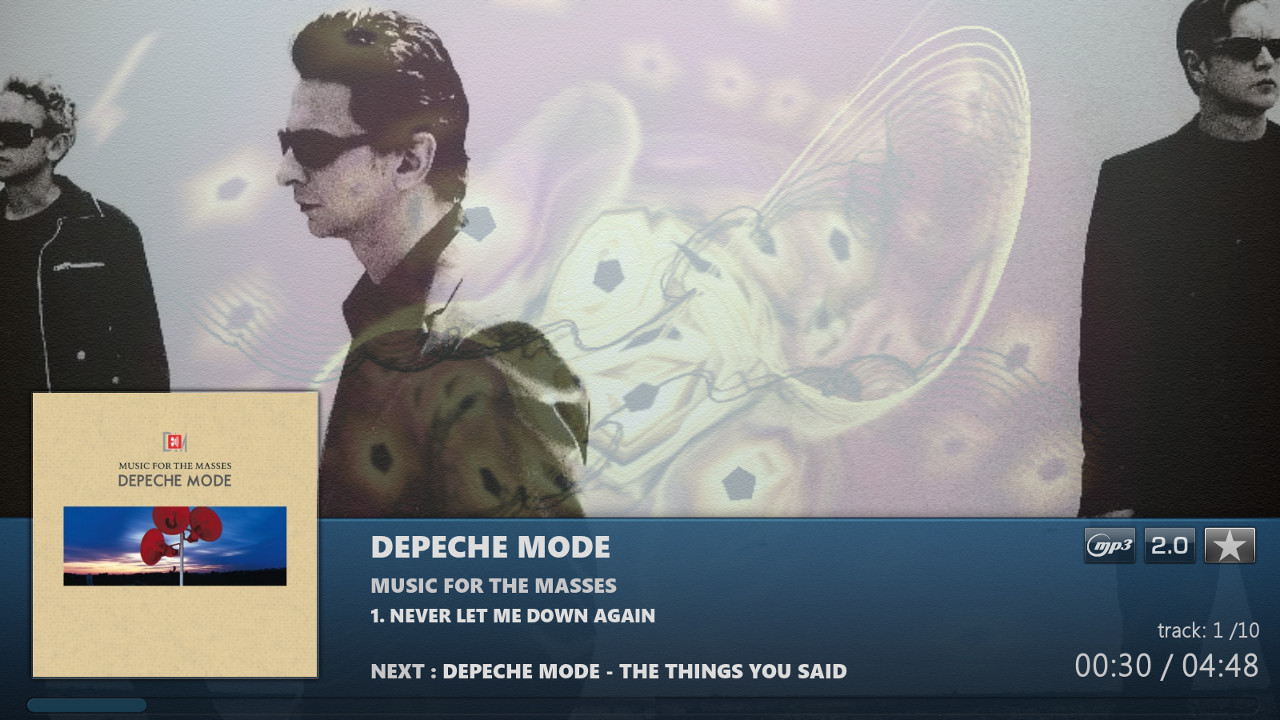 MUSIC FOR THE MASSES
DEPECHE MODE
DEPECHE MODE
MUSIC FOR THE MASSES
1. NEVER LET ME DOWN AGAIN
NEXT : DEPECHE MODE - THE THINGS YOU SAID
mp3 2.0
track: 1 /10
00:30 / 04:48